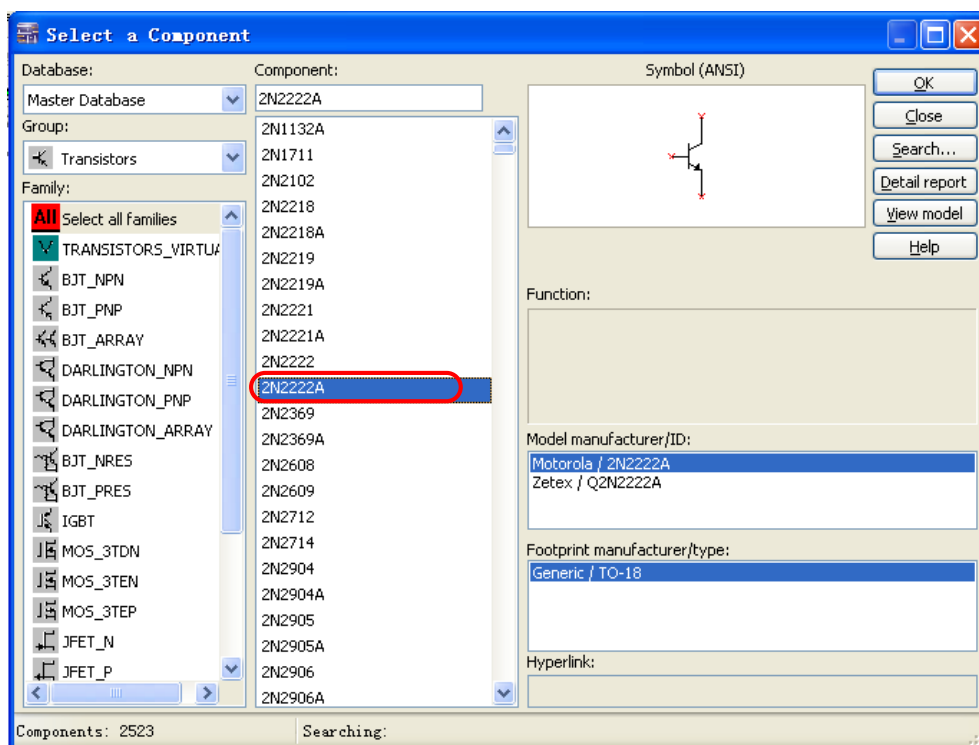 Select a Component
Database:
Master Database
Group:
Transistors
Family:
All Select all families
TRANSISTORS_VIRTUA
BJT_NPN
BJT_PNP
BJT_ARRAY
DARLINGTON_NPN
DARLINGTON_PNP
DARLINGTON_ARRAY
BJT_NRES
BJT_PRES
IGBT
MOS_3TDN
MOS_3TEN
MOS_3TEP
JFET_N
JFET_P
Component:
2N2222A
2N1132A
2N1711
2N2102
2N2218
2N2218A
2N2219
2N2219A
2N2221
2N2221A
2N2222
2N2222A
2N2369
2N2369A
2N2608
2N2609
2N2712
2N2714
2N2904
2N2904A
2N2905
2N2905A
2N2906
2N2906A
Symbol (ANSI)
Function:
Model manufacturer/ID:
Motorola / 2N2222A
Zetex / Q2N2222A
Footprint manufacturer/type:
Generic / TO-18
Hyperlink:
OK
Close
Search...
Detail report
View model
Help
Components: 2523
Searching: